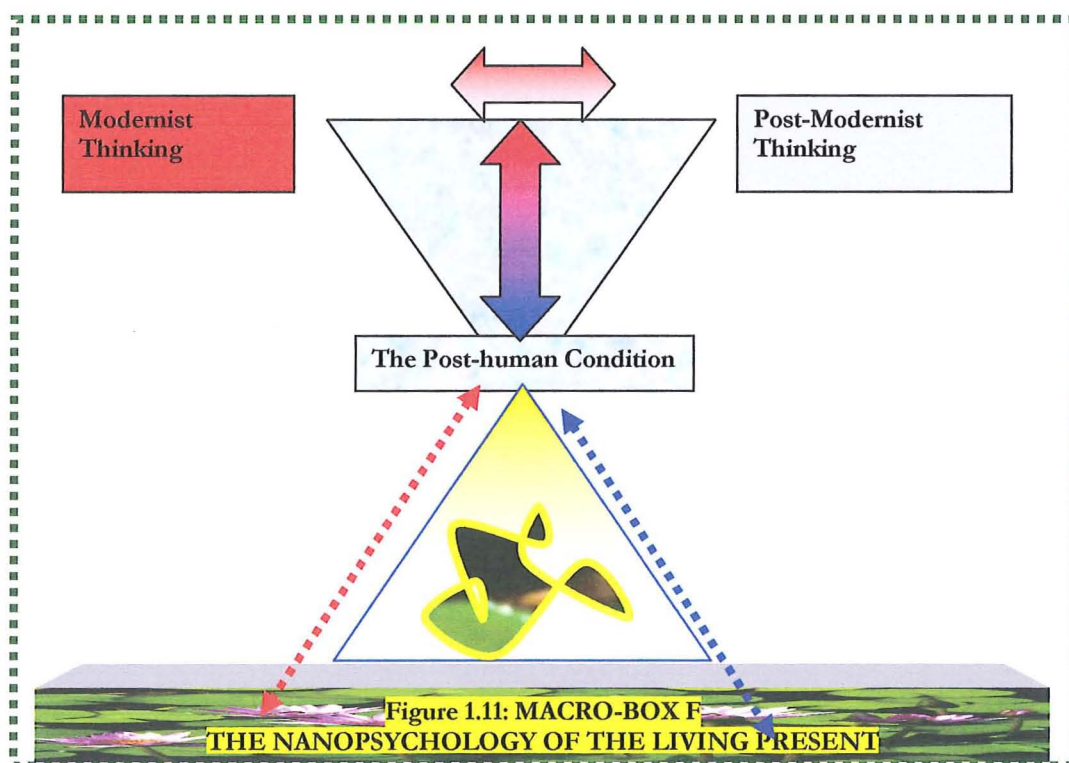 Modernist
Thinking
Post-Modernist
Thinking
The Post-human Condition
Figure 1.11: MACRO-BOX F
THE NANOPSYCHOLOGY OF THE LIVING PRESENT